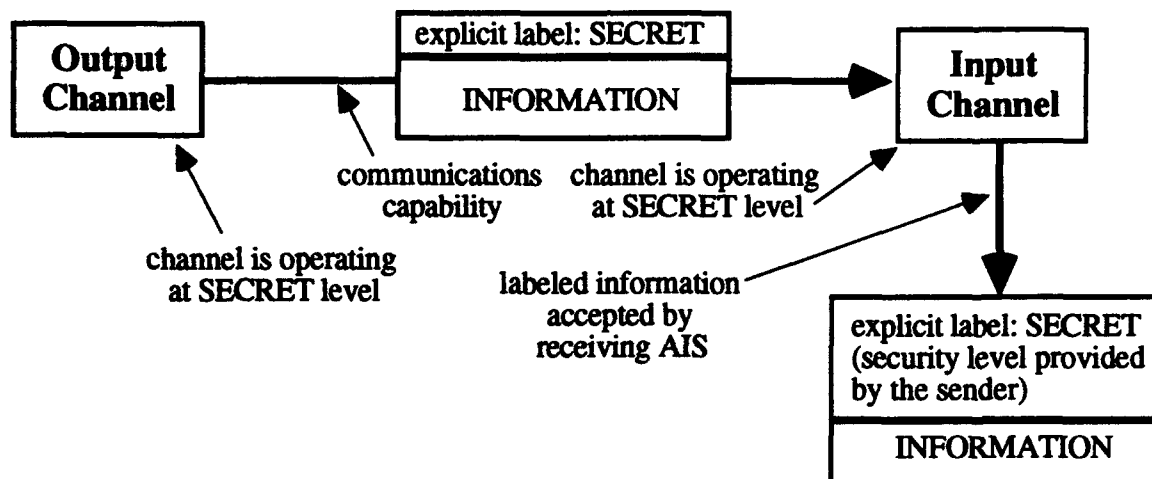 Output
Channel
explicit label: SECRET
INFORMATION
Input
Channel
communications
capability
channel is operating
at SECRET level
channel is operating
at SECRET level
labeled information
accepted by
receiving AIS
explicit label: SECRET
(security level provided
by the sender)
INFORMATION